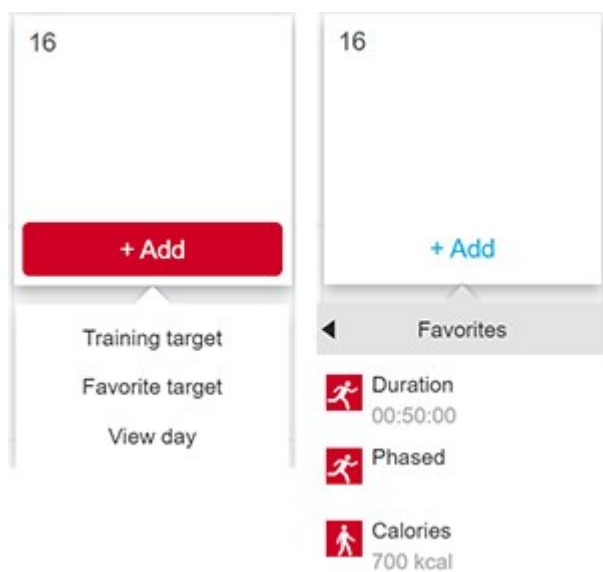 16
+ Add
Training target
Favorite target
View day
16
+ Add
Favorites
Duration
00:50:00
Phased
Calories
700 kcal